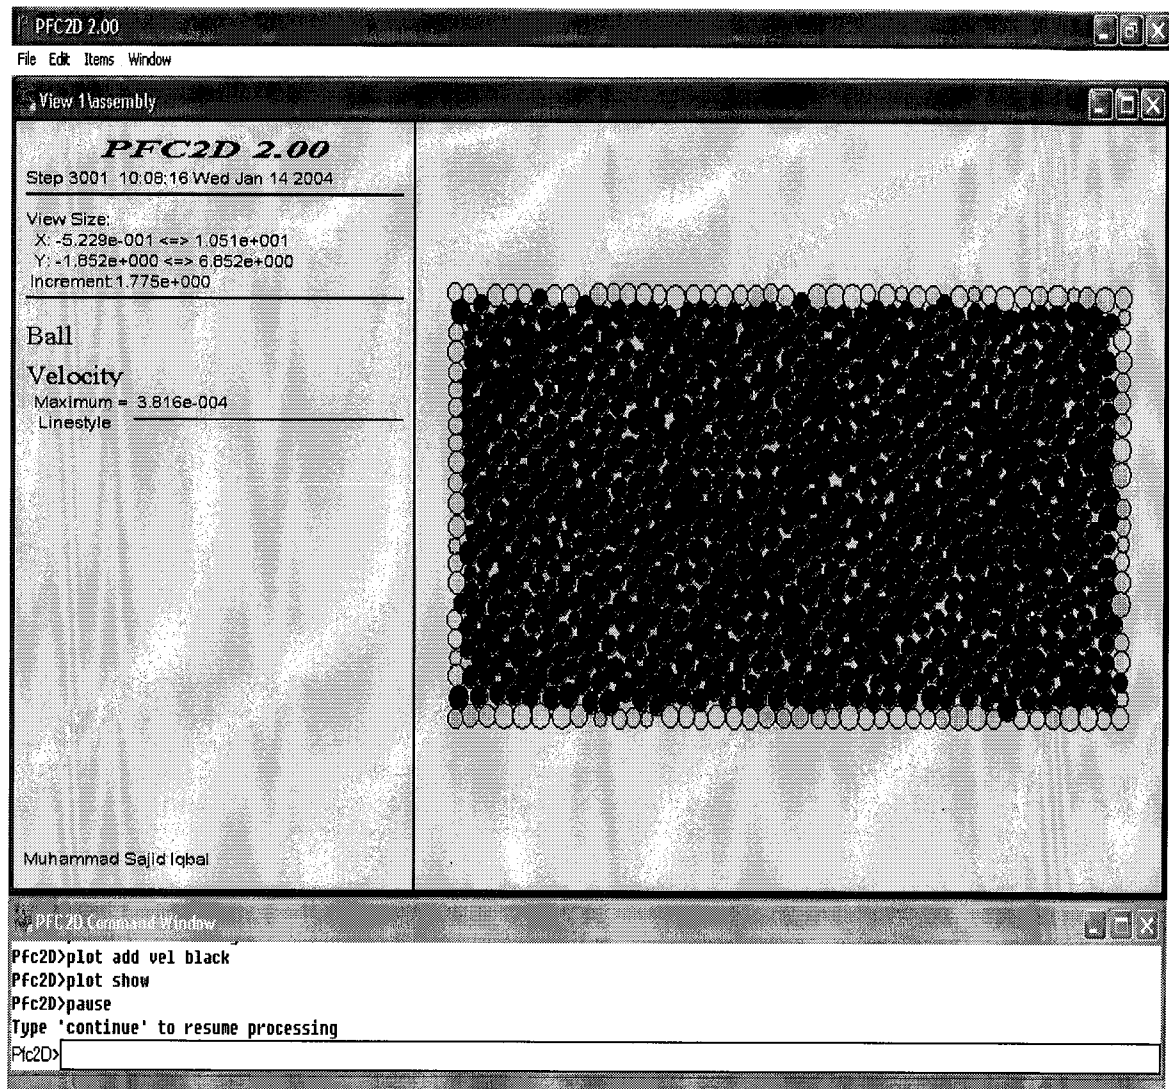 PFC2D 2.00
File Edit Items Window
View 1\assembly
PFC2D 2.00
Step 3001 10:08:16 Wed Jan 14 2004
View Size:
X: -5.229e-001 <=> 1.051e+001
Y: -1.852e+000 <=> 6.852e+000
Increment 1.775e+000
Ball
Velocity
Maximum = 3.816e-004
Linestyle
Muhammad Sajid Iqbal
PFC2D Command Window
Pfc2D>plot add vel black
Pfc2D>plot show
Pfc2D>pause
Type 'continue' to resume processing
Pfc2D>